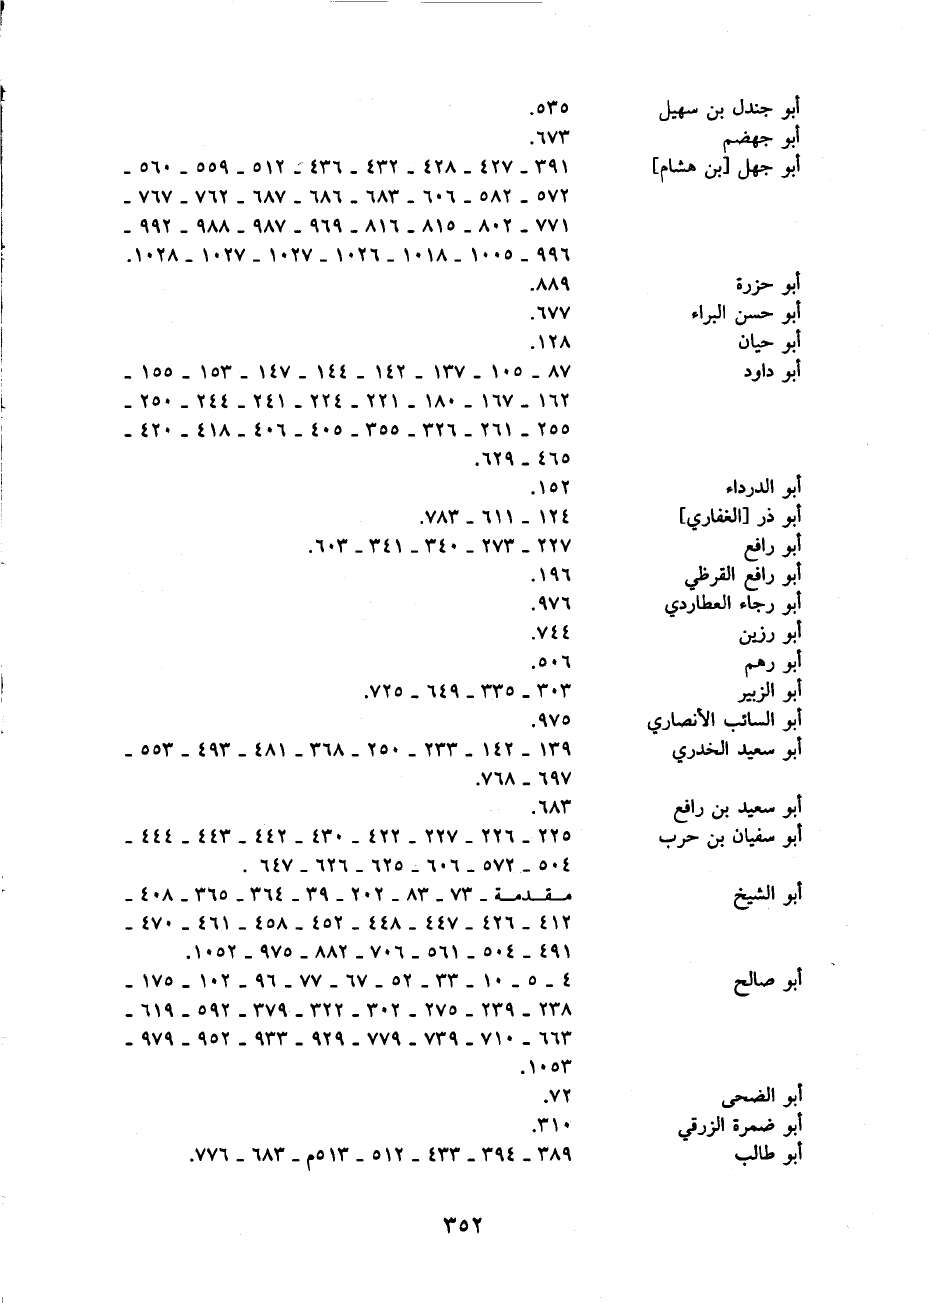 أبو جندل بن سهيل ٥٣٥.
أبو جهضم ٦٧٣.
أبو جهل [بن هشام] ٣٩١ ـ ٤٢٧ ـ ٤٢٨ ـ ٤٣٢ ـ ٤٣٦ ـ ٥١٢ ـ ٥٥٩ ـ ٥٦٠ ـ
٥٧٢ ـ ٥٨٢ ـ ٦٠٦ ـ ٦٨٣ ـ ٦٨٦ ـ ٦٨٧ ـ ٧٦٢ ـ ٧٦٧ ـ
٧٧١ ـ ٨٠٢ ـ ٨١٥ ـ ٨١٦ ـ ٩٦٩ ـ ٩٨٧ ـ ٩٨٨ ـ ٩٩٢ ـ
٩٩٦ ـ ١٠٠٥ ـ ١٠١٨ ـ ١٠٢٦ ـ ١٠٢٧ ـ ١٠٢٧ ـ ١٠٢٨.
أبو حزرة ٨٨٩.
أبو حسن البراء ٦٧٧.
أبو حيان ١٢٨.
أبو داود ٨٧ ـ ١٠٥ ـ ١٣٧ ـ ١٤٢ ـ ١٤٤ ـ ١٤٧ ـ ١٥٣ ـ ١٥٥ ـ
١٦٢ ـ ١٦٧ ـ ١٨٠ ـ ٢٢١ ـ ٢٢٤ ـ ٢٤١ ـ ٢٤٤ ـ ٢٥٠ ـ
٢٥٥ ـ ٢٦١ ـ ٣٢٦ ـ ٣٥٥ ـ ٤٠٥ ـ ٤٠٦ ـ ٤١٨ ـ ٤٢٠ ـ
٤٦٥ ـ ٦٢٩.
أبو الدرداء ١٥٢.
أبو ذر [الغفاري] ١٢٤ ـ ٦١١ ـ ٧٨٣.
أبو رافع ٢٢٧ ـ ٢٧٣ ـ ٣٤٠ ـ ٣٤١ ـ ٦٠٣.
أبو رافع القرظي ١٩٦.
أبو رجاء العطاردي ٩٧٦.
أبو رزين ٧٤٤.
أبو رهم ٥٠٦.
أبو الزبير ٣٠٣ ـ ٣٣٥ ـ ٦٤٩ ـ ٧٢٥.
أبو السائب الأنصاري ٩٧٥.
أبو سعيد الخدري ١٣٩ ـ ١٤٢ ـ ٢٣٣ ـ ٢٥٠ ـ ٣٦٨ ـ ٤٨١ ـ ٤٩٣ ـ ٥٥٣ ـ
٦٩٧ ـ ٧٦٨.
أبو سعيد بن رافع ٦٨٣.
أبو سفيان بن حرب ٢٢٥ ـ ٢٢٦ ـ ٢٢٧ ـ ٤٢٢ ـ ٤٣٠ ـ ٤٤٢ ـ ٤٤٣ ـ ٤٤٤ ـ
٥٠٤ ـ ٥٧٢ ـ ٦٠٦ ـ ٦٢٥ ـ ٦٢٦ ـ ٦٤٧ .
أبو الشيخ مـقـدمـة ـ ٧٣ ـ ٨٣ ـ ٢٠٢ ـ ٣٩ ـ ٣٦٤ ـ ٣٦٥ ـ ٤٠٨ ـ
٤١٢ ـ ٤٢٦ ـ ٤٤٧ ـ ٤٤٨ ـ ٤٥٢ ـ ٤٥٨ ـ ٤٦١ ـ ٤٧٠ ـ
٤٩١ ـ ٥٠٤ ـ ٥٦١ ـ ٧٠٦ ـ ٨٨٢ ـ ٩٧٥ ـ ١٠٥٢.
أبو صالح ٤ ـ ٥ ـ ١٠ ـ ٣٣ ـ ٥٢ ـ ٦٧ ـ ٧٧ ـ ٩٦ ـ ١٠٢ ـ ١٧٥ ـ
٢٣٨ ـ ٢٣٩ ـ ٢٧٥ ـ ٣٠٢ ـ ٣٢٢ ـ ٣٧٩ ـ ٥٩٢ ـ ٦١٩ ـ
٦٦٣ ـ ٧١٠ ـ ٧٣٩ ـ ٧٧٩ ـ ٩٢٩ ـ ٩٣٣ ـ ٩٥٢ ـ ٩٧٩ ـ
١٠٥٣.
أبو الضحى ٧٢.
أبو ضمرة الزرقي ٣١٠.
أبو طالب ٣٨٩ ـ ٣٩٤ ـ ٤٣٣ ـ ٥١٢ ـ ٥١٣م ـ ٦٨٣ ـ ٧٧٦.
٣٥٢